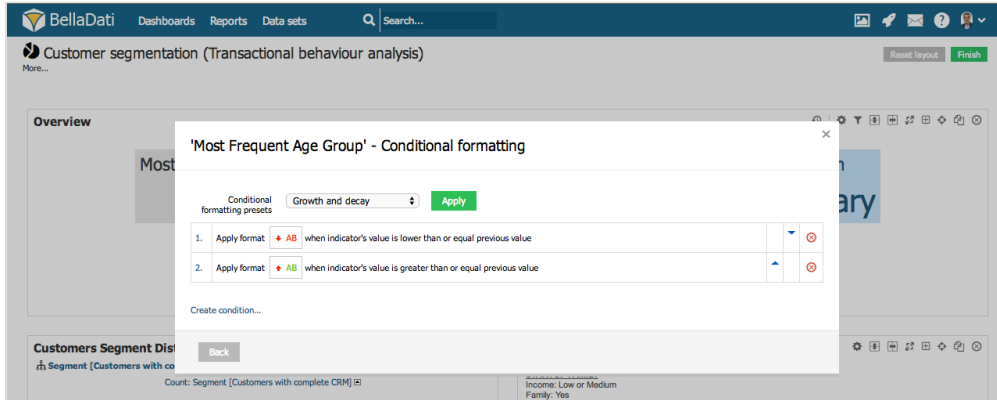 BellaDati Dashboards Reports Data sets Search...
Customer segmentation (Transactional behaviour analysis)
Reset layout Finish
More...
Overview
'Most Frequent Age Group' - Conditional formatting
Most
ary
Conditional
formatting presets
Growth and decay
Apply
1. Apply format AB when indicator's value is lower than or equal previous value
2. Apply format AB when indicator's value is greater than or equal previous value
Create condition...
Back
Customers Segment Dis
Segment [Customers with co
Count: Segment [Customers with complete CRM]
Income: Low or Medium
Family: Yes